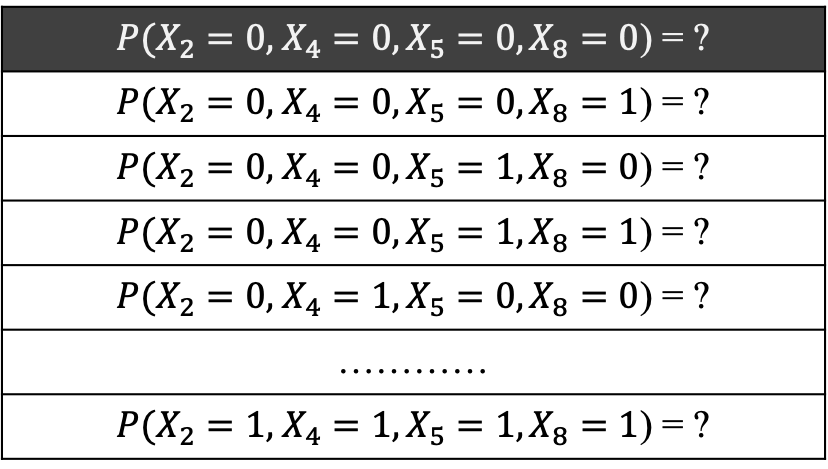 P(X₂ = 0, X₄ = 0, X₅ = 0, X₈ = 0) = ?
P(X₂ = 0, X₄ = 0, X₅ = 0, X₈ = 1) = ?
P(X₂ = 0, X₄ = 0, X₅ = 1, X₈ = 0) = ?
P(X₂ = 0, X₄ = 0, X₅ = 1, X₈ = 1) = ?
P(X₂ = 0, X₄ = 1, X₅ = 0, X₈ = 0) = ?
............
P(X₂ = 1, X₄ = 1, X₅ = 1, X₈ = 1) = ?